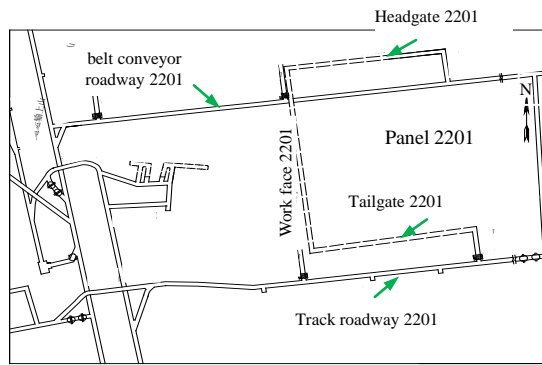 Headgate 2201
belt conveyor
roadway 2201
N
Panel 2201
Work face 2201
Tailgate 2201
Track roadway 2201